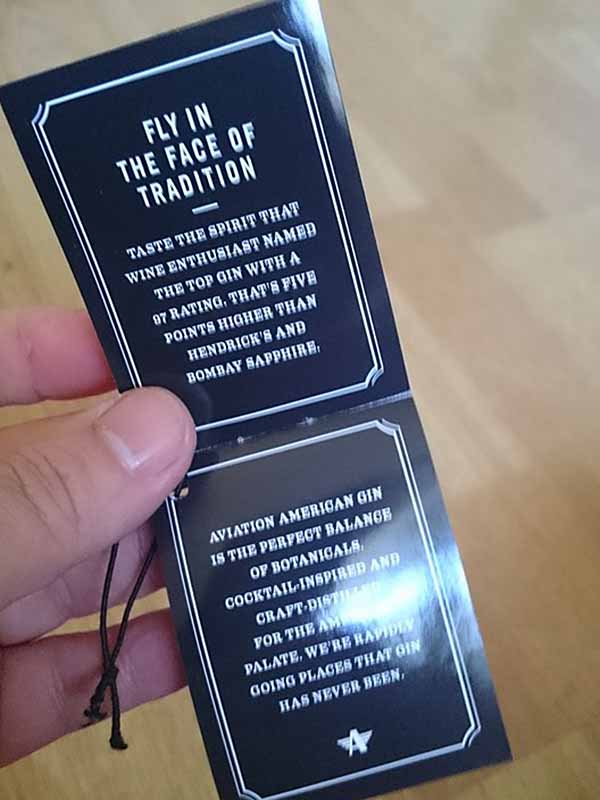 FLY IN
THE FACE OF
TRADITION
TASTE THE SPIRIT THAT
WINE ENTHUSIAST NAMED
THE TOP GIN WITH A
97 RATING. THAT'S FIVE
POINTS HIGHER THAN
HENDRICK'S AND
BOMBAY SAPPHIRE.
AVIATION AMERICAN GIN
IS THE PERFECT BALANCE
OF BOTANICALS.
COCKTAIL-INSPIRED AND
FOR THE
PALATE, WE'RE RAPIDLY
GOING PLACES THAT GIN
HAS NEVER BEEN.
A